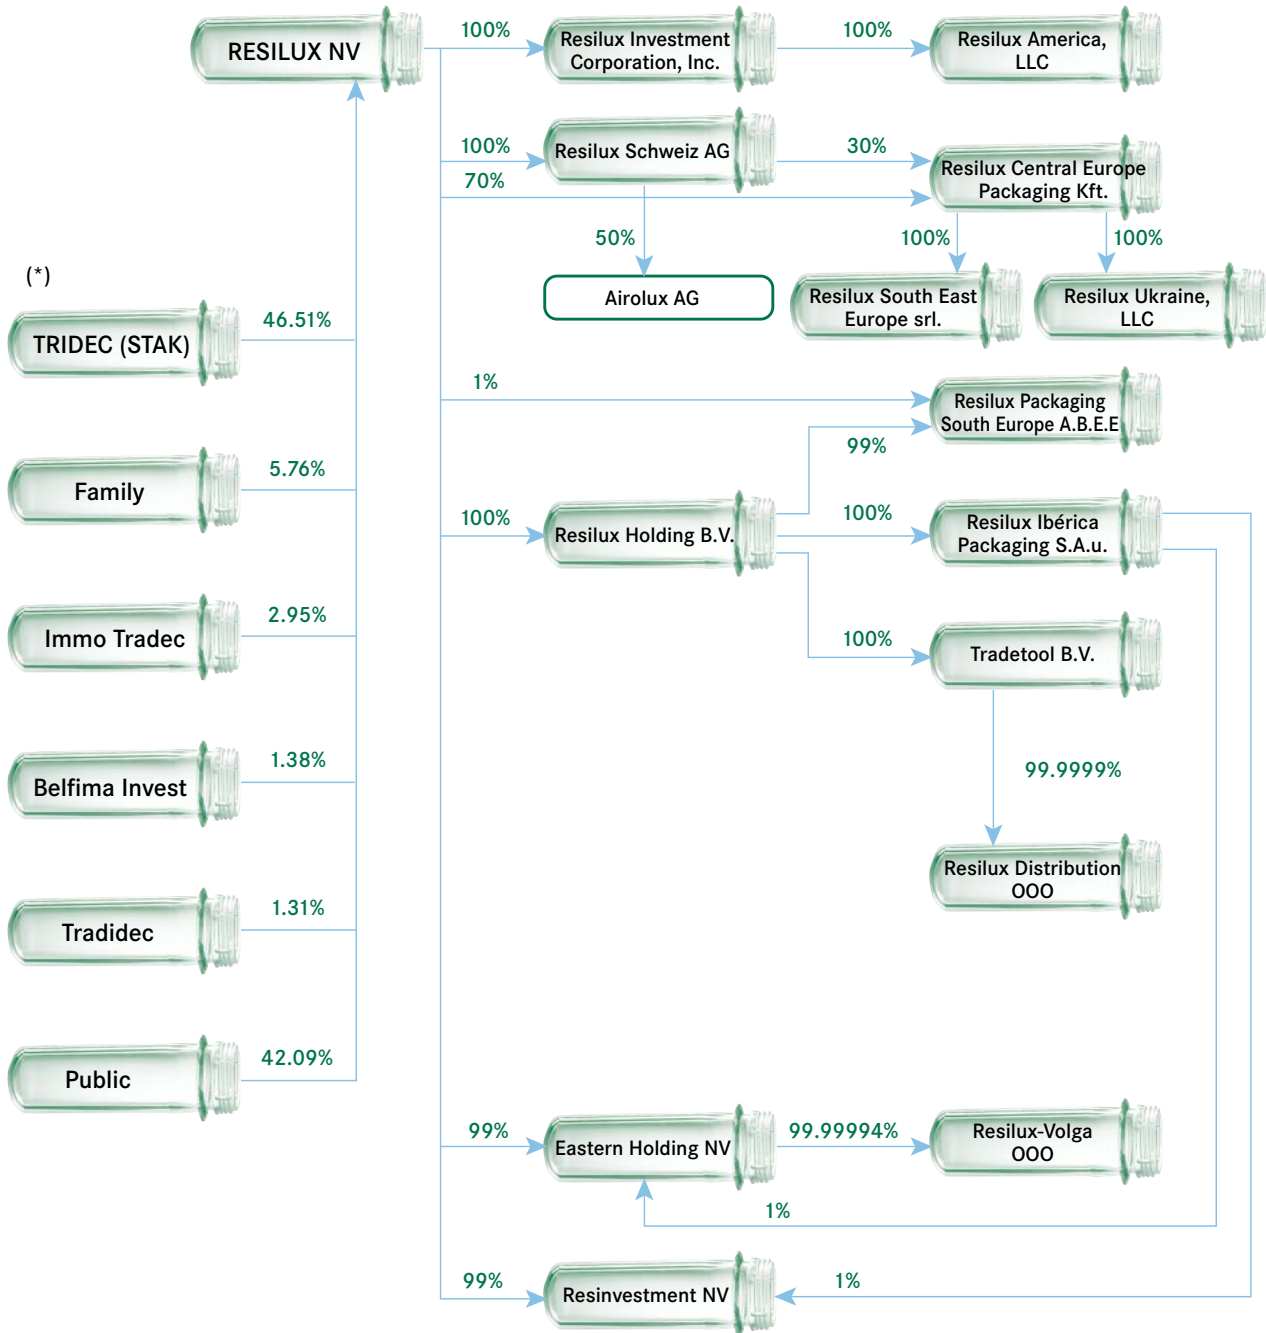 RESILUX NV
100%
Resilux Investment
Corporation, Inc.
100%
Resilux America,
LLC
100%
Resilux Schweiz AG
30%
Resilux Central Europe
Packaging Kft.
70%
50%
100%
100%
Airolux AG
Resilux South East
Europe srl.
Resilux Ukraine,
LLC
(*)
TRIDEC (STAK)
46.51%
1%
Resilux Packaging
South Europe A.B.E.E
99%
Family
5.76%
100%
Resilux Holding B.V.
100%
Resilux Ibérica
Packaging S.A.u.
Immo Tradec
2.95%
100%
Tradetool B.V.
Belfima Invest
1.38%
99.9999%
Resilux Distribution
OOO
Tradidec
1.31%
Public
42.09%
99%
Eastern Holding NV
99.99994%
Resilux-Volga
OOO
1%
99%
Resinvestment NV
1%